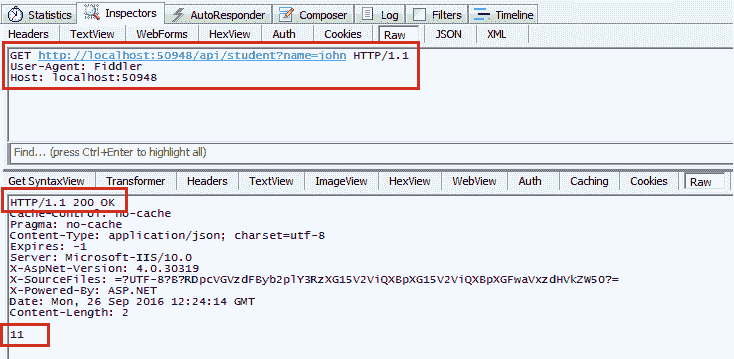 Statistics Inspectors AutoResponder Composer Log Filters Timeline
Headers TextView WebForms HexView Auth Cookies Raw JSON XML
GET http://localhost:50948/api/student?name=john HTTP/1.1
User-Agent: Fiddler
Host: localhost:50948
Find... (press Ctrl+Enter to highlight all)
Get SyntaxView Transformer Headers TextView ImageView HexView WebView Auth Caching Cookies Raw
HTTP/1.1 200 OK
Cache-Control: no-cache
Pragma: no-cache
Content-Type: application/json; charset=utf-8
Expires: -1
Server: Microsoft-IIS/10.0
X-AspNet-Version: 4.0.30319
X-SourceFiles: =?UTF-8?B?RDpcVGVzdFByb2plY3RzXG15V2ViQXBpXG15V2ViQXBpXGFwaVxzdHVkZW50?=
X-Powered-By: ASP.NET
Date: Mon, 26 Sep 2016 12:24:14 GMT
Content-Length: 2
11